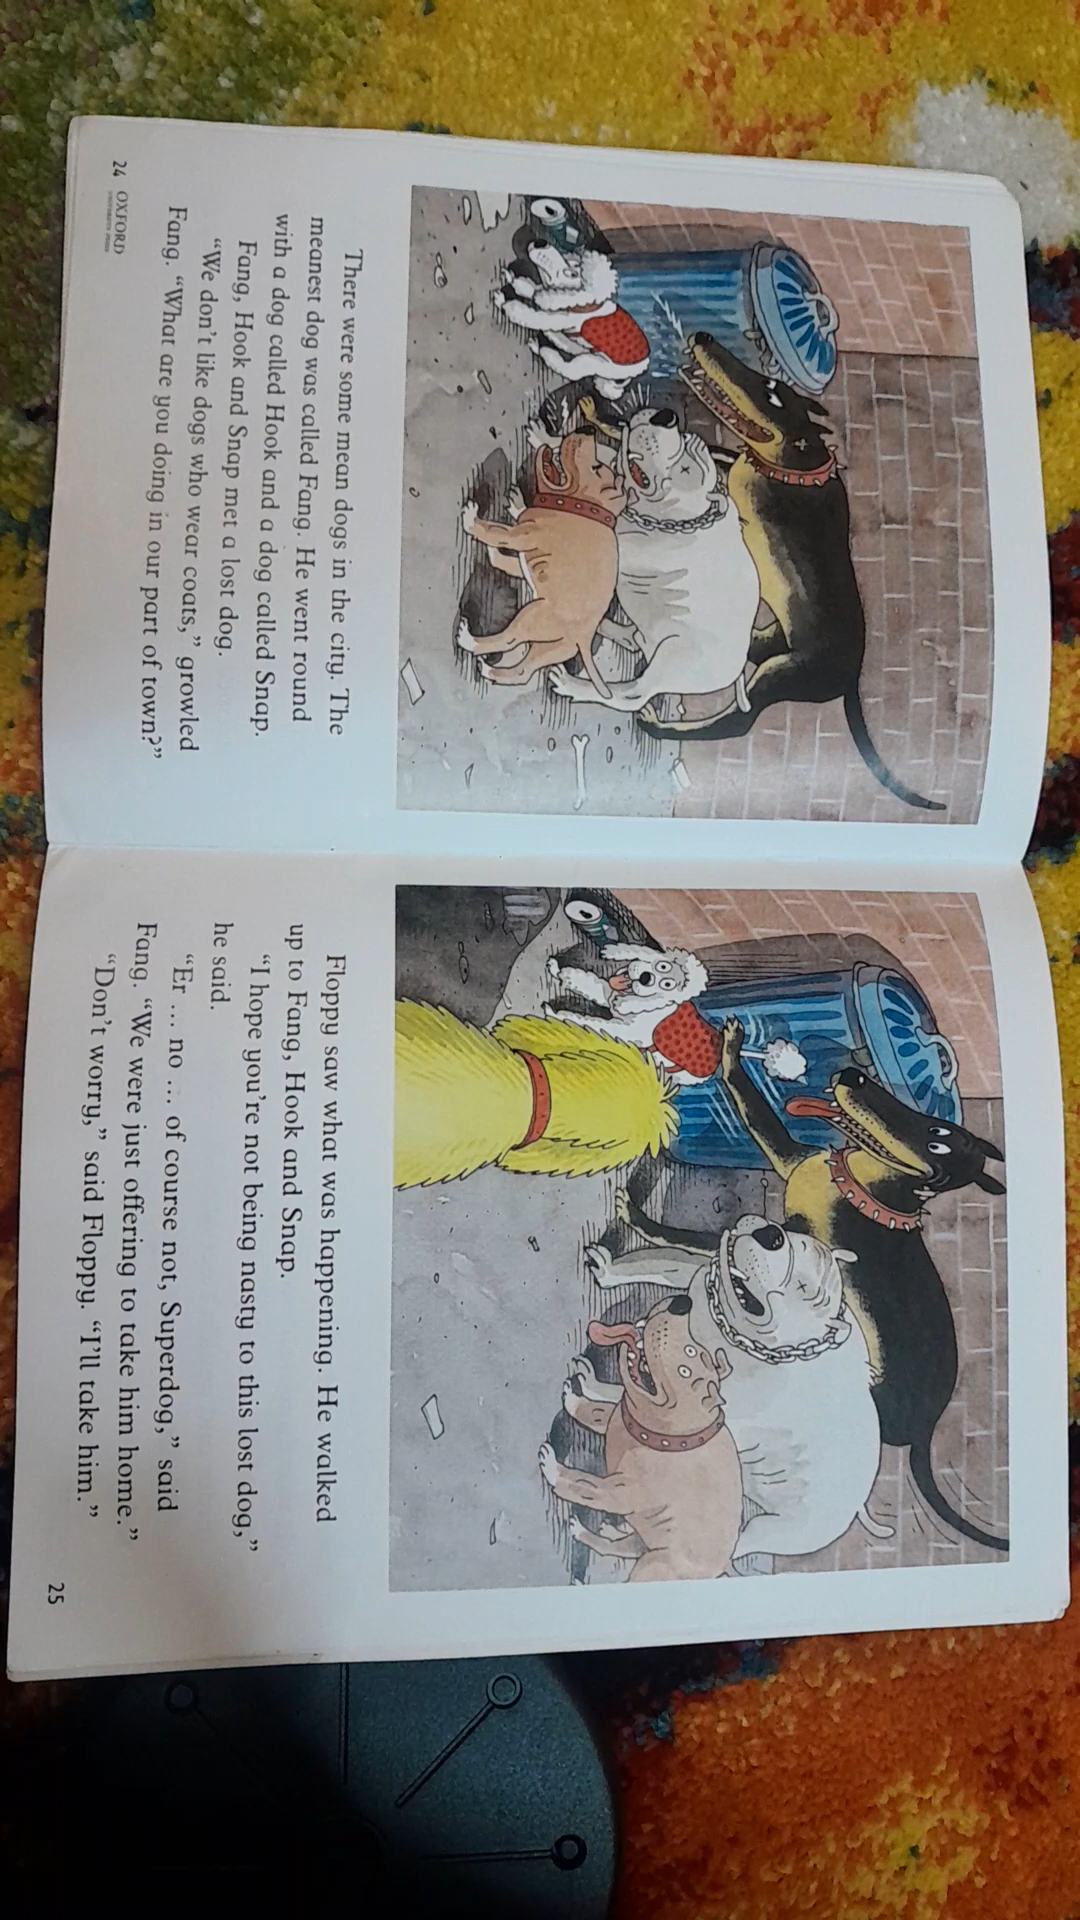 There were some mean dogs in the city. The
meanest dog was called Fang. He went round
with a dog called Hook and a dog called Snap.
Fang, Hook and Snap met a lost dog.
“We don’t like dogs who wear coats,” growled
Fang. “What are you doing in our part of town?”
24 OXFORD
Floppy saw what was happening. He walked
up to Fang, Hook and Snap.
“I hope you’re not being nasty to this lost dog,”
he said.
“Er ... no ... of course not, Superdog,” said
Fang. “We were just offering to take him home.”
“Don’t worry,” said Floppy. “I’ll take him.”
25